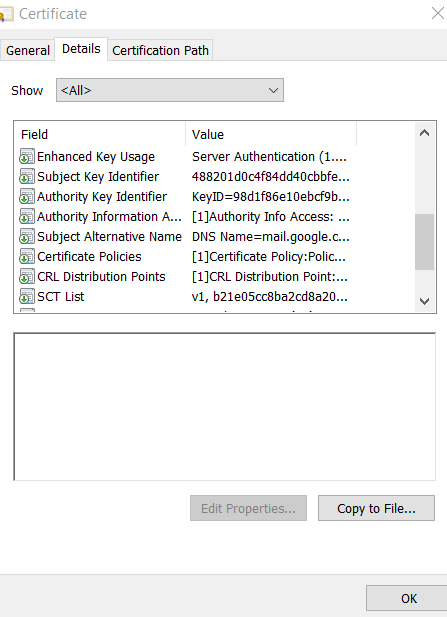 Certificate
General Details Certification Path
Show <All>
Field Value
Enhanced Key Usage Server Authentication (1....
Subject Key Identifier 488201d0c4f84dd40cbbfe...
Authority Key Identifier KeyID=98d1f86e10ebcf9b...
Authority Information A... [1]Authority Info Access: ...
Subject Alternative Name DNS Name=mail.google.c...
Certificate Policies [1]Certificate Policy:Polic...
CRL Distribution Points [1]CRL Distribution Point:...
SCT List v1, b21e05cc8ba2cd8a20...
Edit Properties... Copy to File...
OK